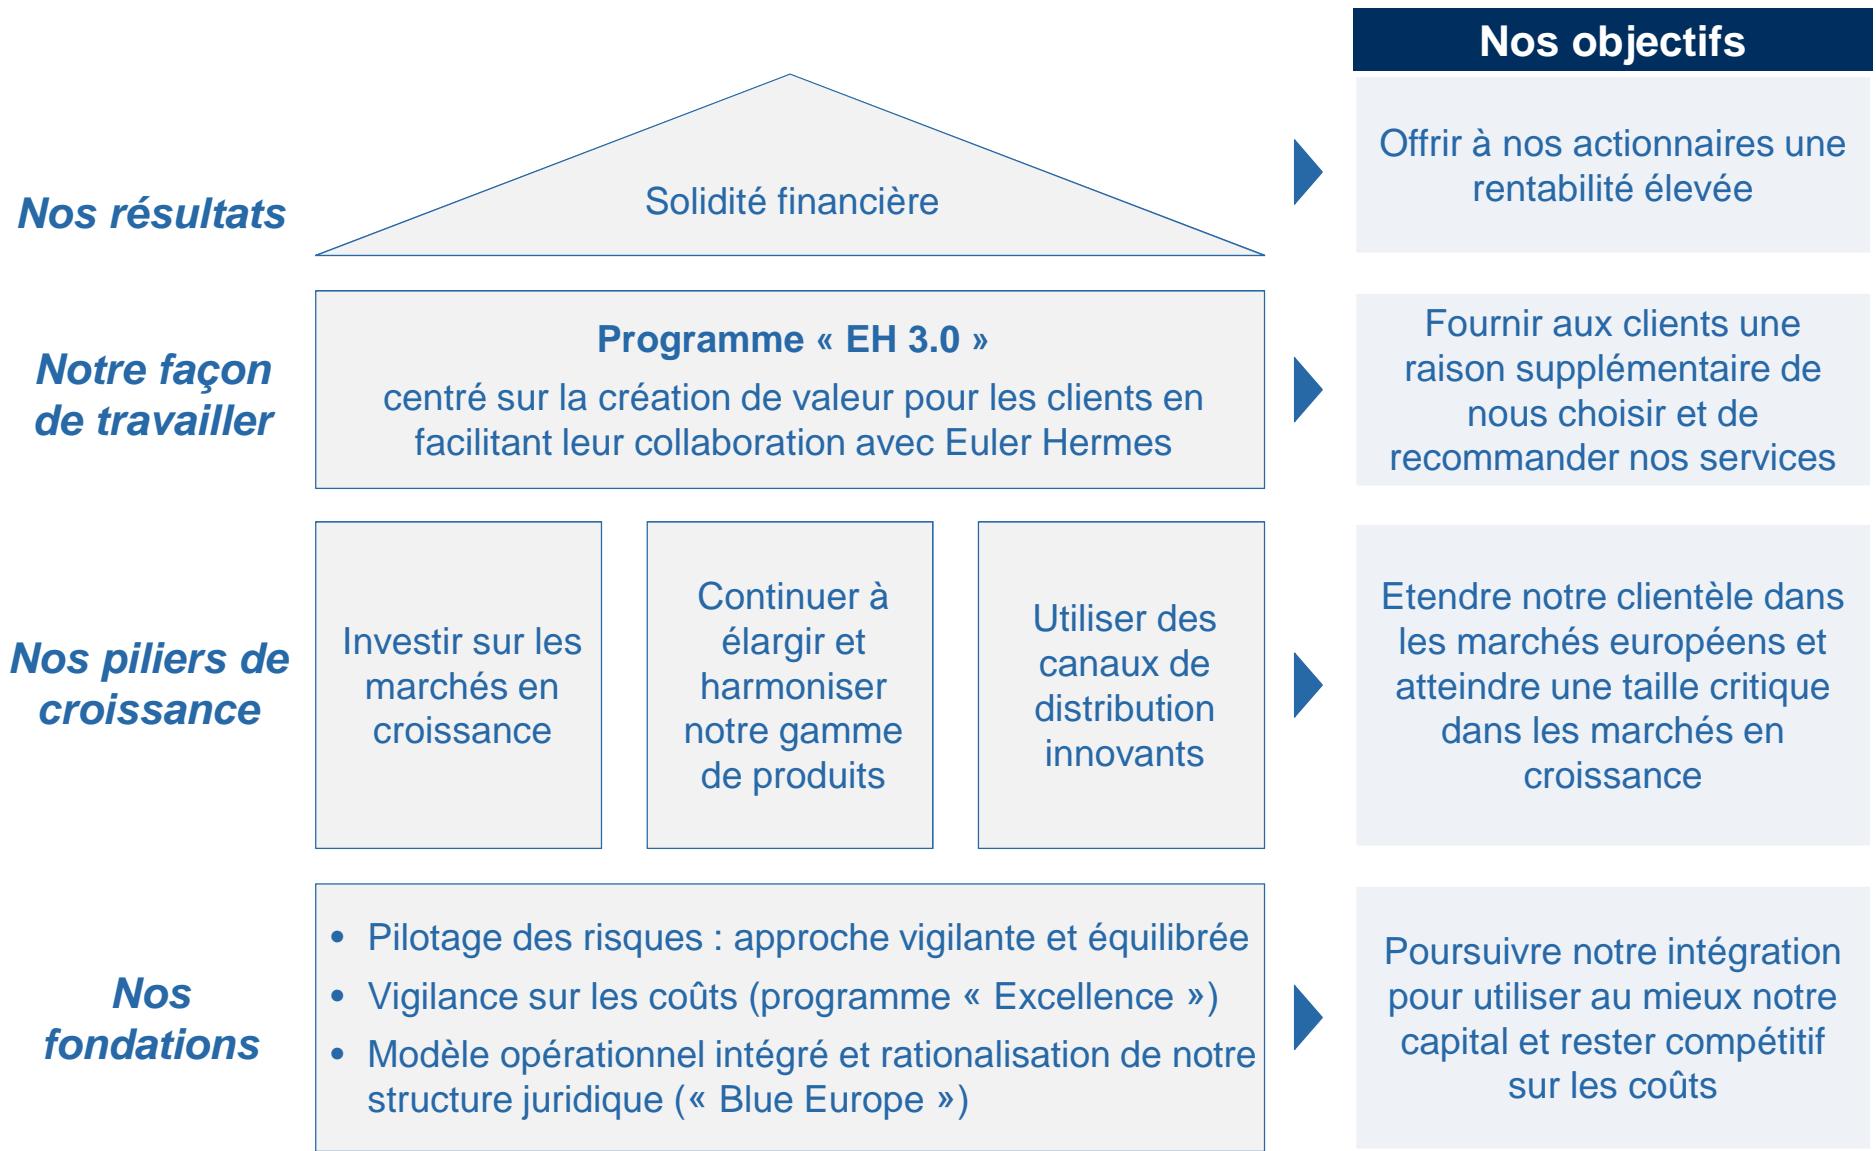 Nos objectifs
Nos résultats
Solidité financière
Offrir à nos actionnaires une
rentabilité élevée
Notre façon
de travailler
Programme « EH 3.0 »
centré sur la création de valeur pour les clients en
facilitant leur collaboration avec Euler Hermes
Fournir aux clients une
raison supplémentaire de
nous choisir et de
recommander nos services
Nos piliers de
croissance
Investir sur les
marchés en
croissance
Continuer à
élargir et
harmoniser
notre gamme
de produits
Utiliser des
canaux de
distribution
innovants
Etendre notre clientèle dans
les marchés européens et
atteindre une taille critique
dans les marchés en
croissance
Nos
fondations
• Pilotage des risques : approche vigilante et équilibrée
• Vigilance sur les coûts (programme « Excellence »)
• Modèle opérationnel intégré et rationalisation de notre
structure juridique (« Blue Europe »)
Poursuivre notre intégration
pour utiliser au mieux notre
capital et rester compétitif
sur les coûts